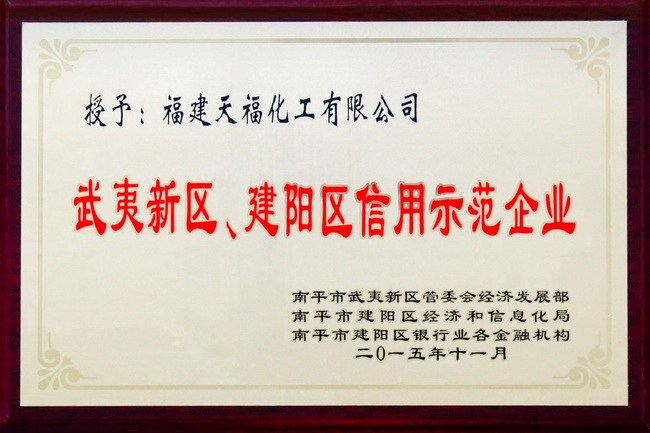 授予：福建天福化工有限公司
武夷新区、建阳区信用示范企业
南平市武夷新区管委会经济发展部
南平市建阳区经济和信息化局
南平市建阳区银行业各金融机构
二0一五年十一月